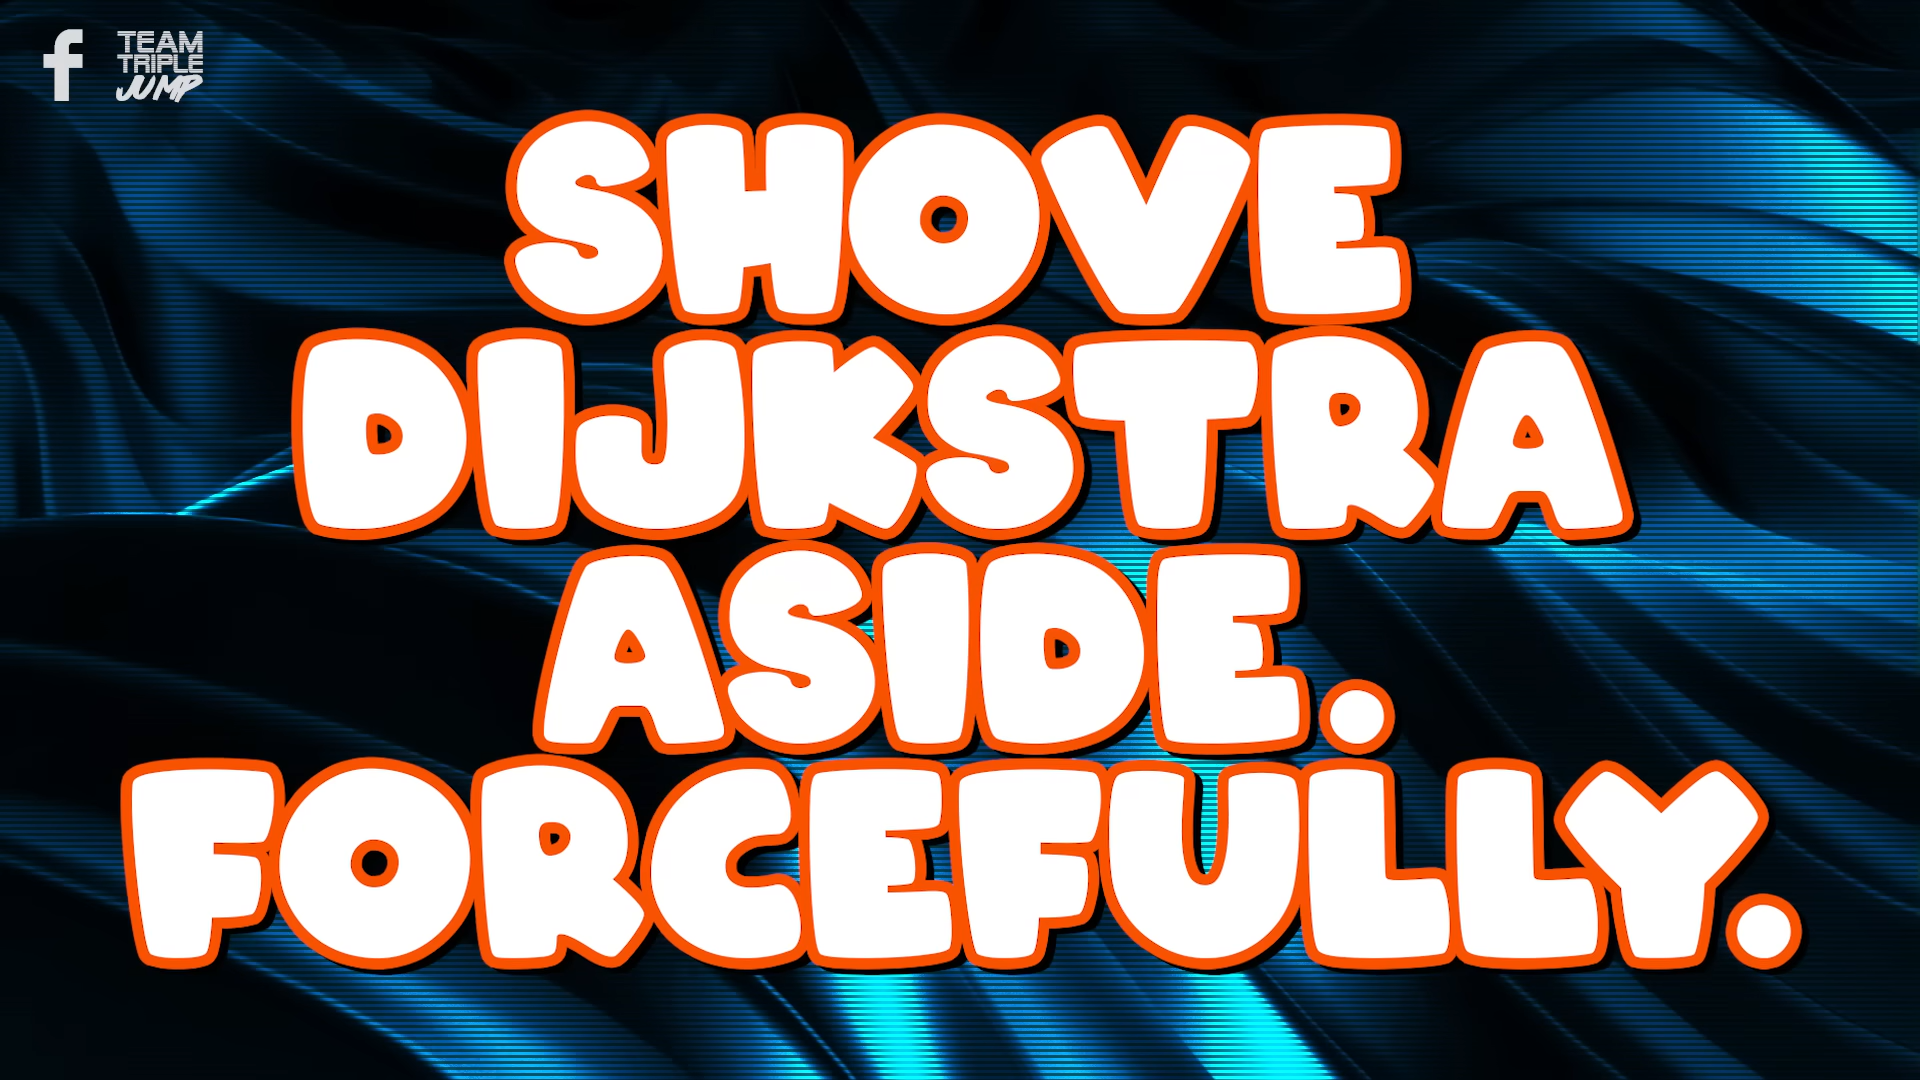 f
TEAM
TRIPLE
JUMP
SHOVE
DIJKSTRA
ASIDE.
FORCEFULLY.